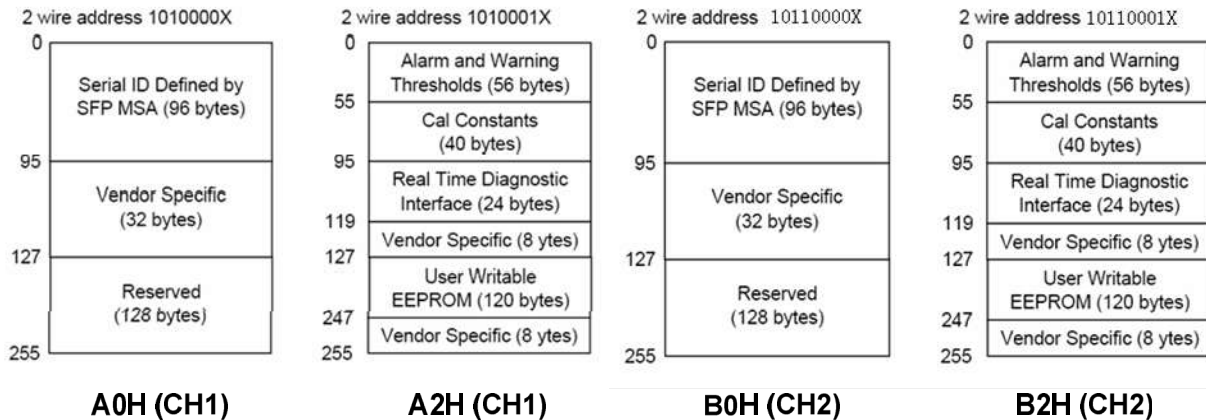 2 wire address 1010000X
0
Serial ID Defined by
SFP MSA (96 bytes)
95
Vendor Specific
(32 bytes)
127
Reserved
(128 bytes)
255
A0H (CH1)
2 wire address 1010001X
0
Alarm and Warning
Thresholds (56 bytes)
55
Cal Constants
(40 bytes)
95
Real Time Diagnostic
Interface (24 bytes)
119
Vendor Specific (8 ytes)
127
User Writable
EEPROM (120 bytes)
247
Vendor Specific (8 ytes)
255
A2H (CH1)
2 wire address 10110000X
0
Serial ID Defined by
SFP MSA (96 bytes)
95
Vendor Specific
(32 bytes)
127
Reserved
(128 bytes)
255
B0H (CH2)
2 wire address 10110001X
0
Alarm and Warning
Thresholds (56 bytes)
55
Cal Constants
(40 bytes)
95
Real Time Diagnostic
Interface (24 bytes)
119
Vendor Specific (8 ytes)
127
User Writable
EEPROM (120 bytes)
247
Vendor Specific (8 ytes)
255
B2H (CH2)